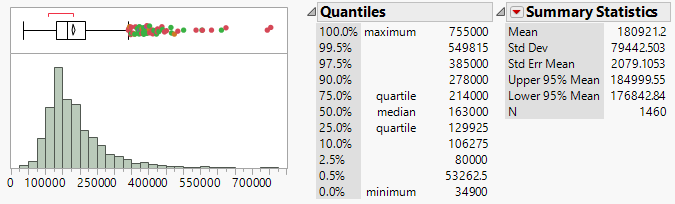 Quantiles
100.0% maximum 755000
99.5% 549815
97.5% 385000
90.0% 278000
75.0% quartile 214000
50.0% median 163000
25.0% quartile 129925
10.0% 106275
2.5% 80000
0.5% 532625
0.0% minimum 34900
Summary Statistics
Mean 180921.2
Std Dev 79442.503
Std Err Mean 2079.1053
Upper 95% Mean 184999.55
Lower 95% Mean 176842.84
N 1460
0 100000 250000 400000 550000 700000